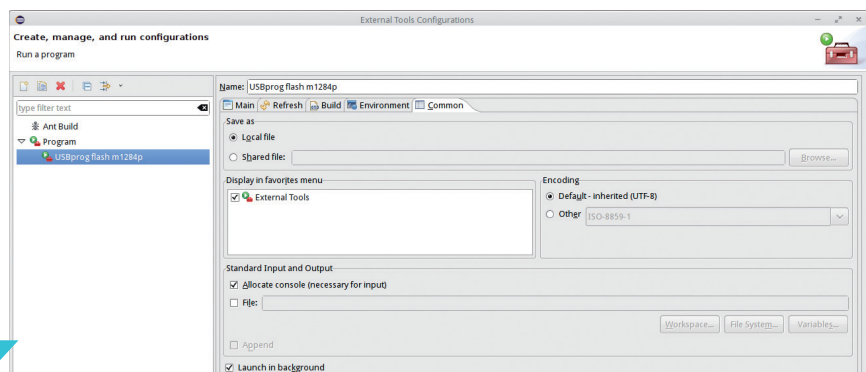 External Tools Configurations
Create, manage, and run configurations
Run a program
Name: USBprog flash m1284p
type filter text
Ant Build
Program
USBprog flash m1284p
Main Refresh Build Environment Common
Save as
Local file
Shared file: Browse...
Display in favorites menu
External Tools
Encoding
Default - inherited (UTF-8)
Other ISO-8859-1
Standard Input and Output
Allocate console (necessary for input)
File:
Workspace... File System... Variables...
Append
Launch in background